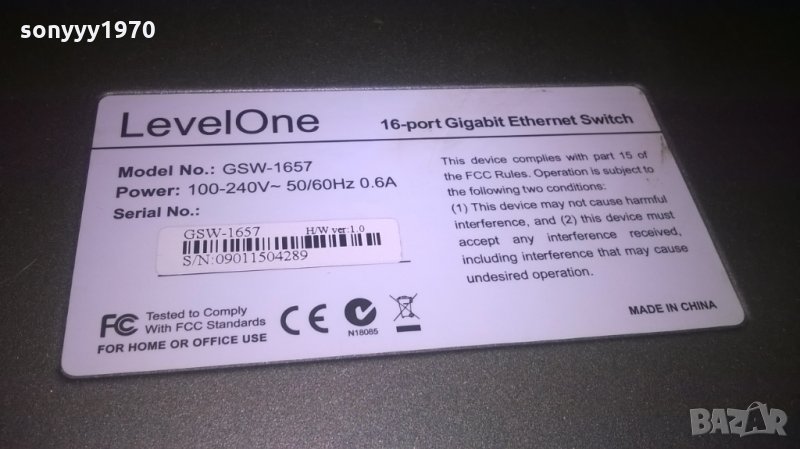 sonyyy1970
LevelOne
16-port Gigabit Ethernet Switch
Model No.: GSW-1657
Power: 100-240V~ 50/60Hz 0.6A
Serial No.:
GSW-1657 H/W ver:1.0
S/N:09011504289
This device complies with part 15 of
the FCC Rules. Operation is subject to
the following two conditions:
(1) This device may not cause harmful
interference, and (2) this device must
accept any interference received,
including interference that may cause
undesired operation.
FC Tested to Comply
With FCC Standards
FOR HOME OR OFFICE USE
CE
N18085
MADE IN CHINA
BAZAR